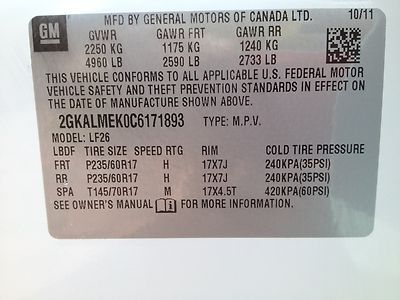 MFD BY GENERAL MOTORS OF CANADA LTD. 10/11
GM
GVWR GAWR FRT GAWR RR
2250 KG 1175 KG 1240 KG
4960 LB 2590 LB 2733 LB
THIS VEHICLE CONFORMS TO ALL APPLICABLE U.S. FEDERAL MOTOR
VEHICLE SAFETY AND THEFT PREVENTION STANDARDS IN EFFECT ON
THE DATE OF MANUFACTURE SHOWN ABOVE.
2GKALMEK0C6171893 TYPE: M.P.V.
MODEL: LF26
LBDC TIRE SIZE SPEED RTG RIM COLD TIRE PRESSURE
FRT P235/60R17 H 17X7J 240KPA(35PSI)
RR P235/60R17 H 17X7J 240KPA(35PSI)
SPA T145/70R17 M 17X4.5T 420KPA(60PSI)
SEE OWNER'S MANUAL FOR MORE INFORMATION